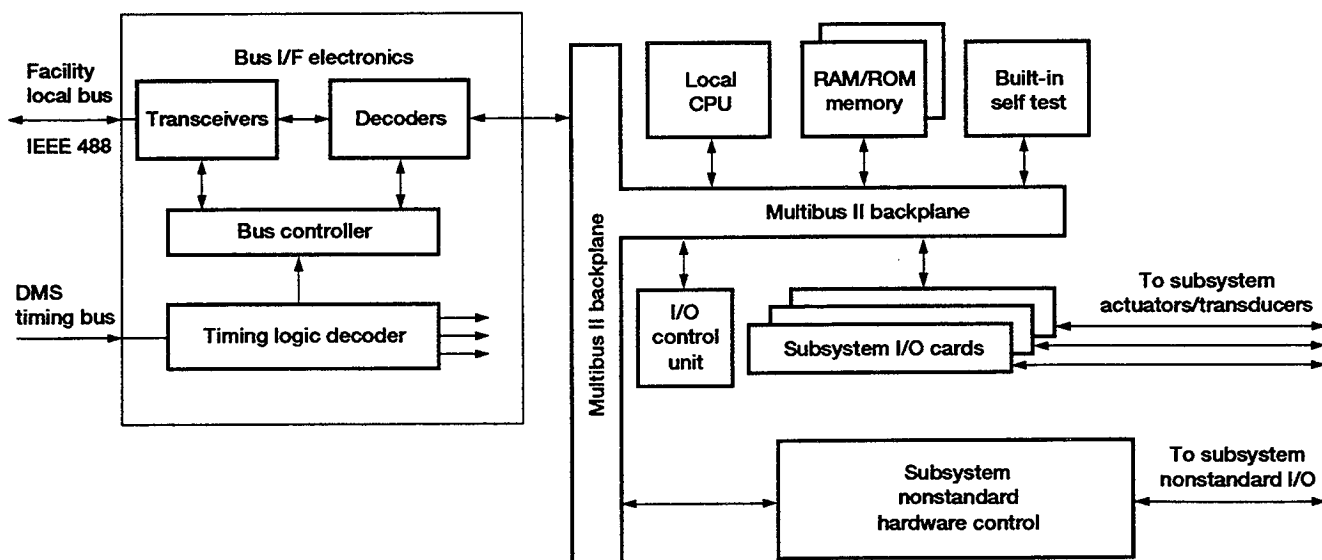 Bus I/F electronics
Facility
local bus
IEEE 488
Transceivers
Decoders
Bus controller
DMS
timing bus
Timing logic decoder
Multibus II backplane
Local
CPU
RAM/ROM
memory
Built-in
self test
Multibus II backplane
I/O
control
unit
Subsystem I/O cards
To subsystem
actuators/transducers
Subsystem
nonstandard
hardware control
To subsystem
nonstandard I/O